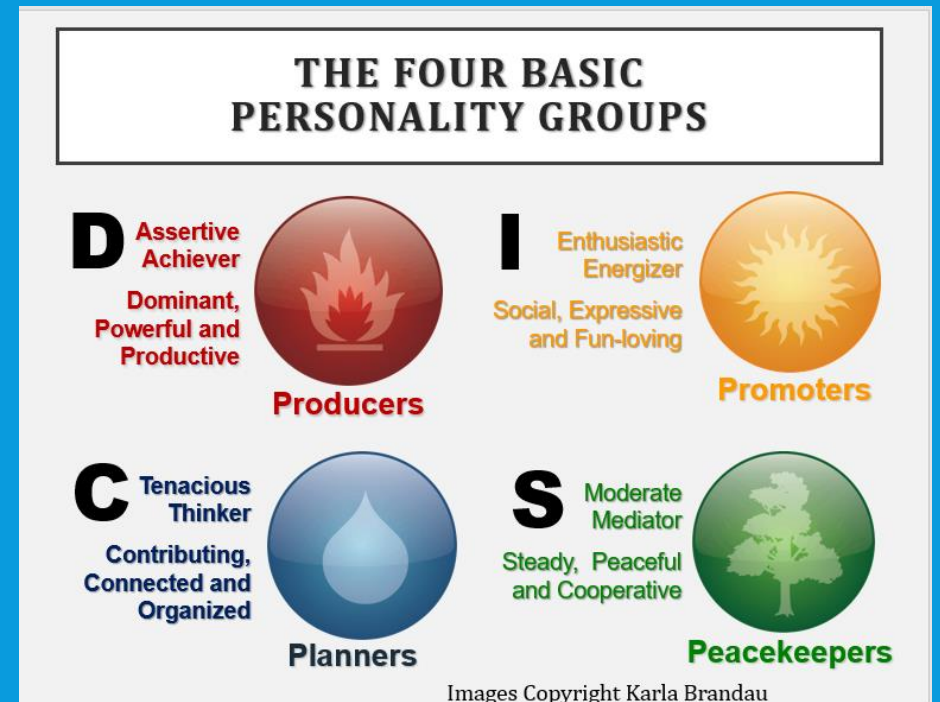 THE FOUR BASIC
PERSONALITY GROUPS
D
Assertive
Achiever
Dominant,
Powerful and
Productive
Producers
I
Enthusiastic
Energizer
Social, Expressive
and Fun-loving
Promoters
C
Tenacious
Thinker
Contributing,
Connected and
Organized
Planners
S
Moderate
Mediator
Steady, Peaceful
and Cooperative
Peacekeepers
Images Copyright Karla Brandau